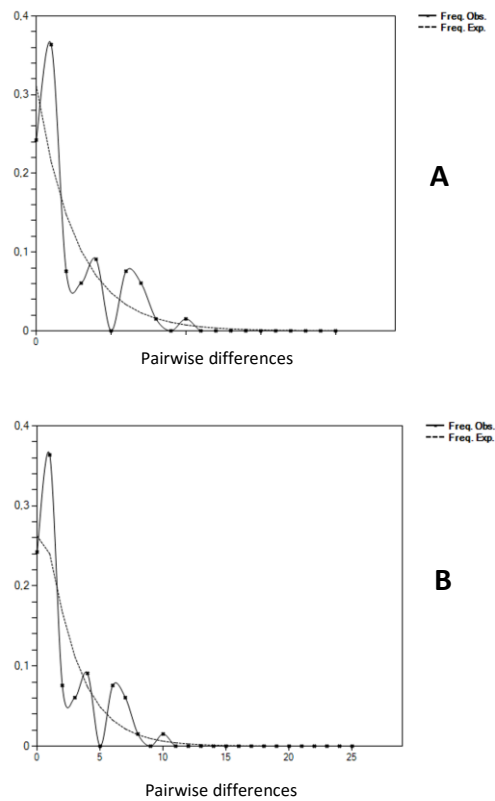 0,4
Freq. Obs.
Freq. Exp.
0,3
0,2
A
0,1
0
0
Pairwise differences
0,4
Freq. Obs.
Freq. Exp.
0,3
0,2
B
0,1
0
0 5 10 15 20 25
Pairwise differences